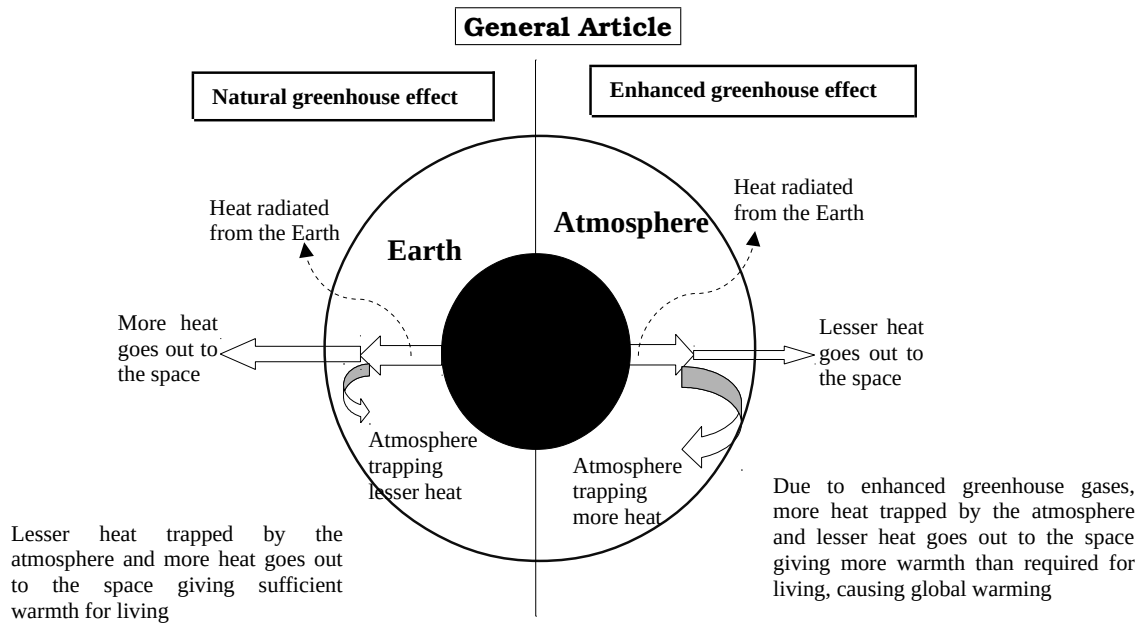 General Article
Natural greenhouse effect
Enhanced greenhouse effect
Heat radiated
from the Earth
Heat radiated
from the Earth
Earth
Atmosphere
More heat
goes out to
the space
Lesser heat
goes out to
the space
Atmosphere
trapping
lesser heat
Atmosphere
trapping
more heat
Lesser heat trapped by the
atmosphere and more heat goes out
to the space giving sufficient
warmth for living
Due to enhanced greenhouse gases,
more heat trapped by the atmosphere
and lesser heat goes out to the space
giving more warmth than required for
living, causing global warming